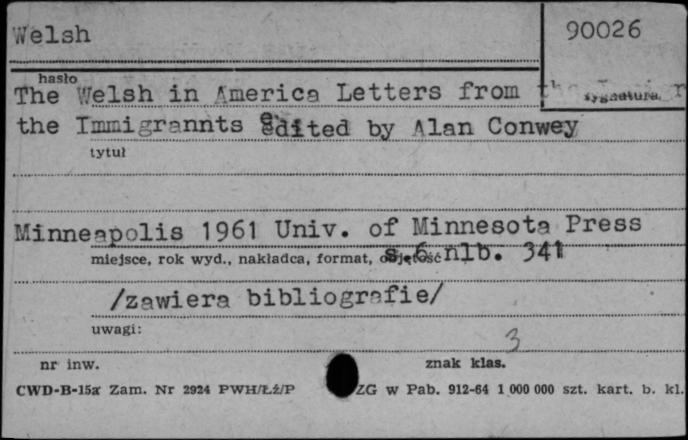 Welsh
90026
hasło
The Welsh in America Letters from
sygnatura
the Immigrannts edited by Alan Conwey
tytuł
Minneapolis 1961 Univ. of Minnesota Press
miejsce, rok wyd., nakładca, format, objętość
s. 6 nlb. 341
/zawiera bibliografie/
uwagi:
3
nr inw.
znak klas.
CWD-B-15a Zam. Nr 2924 PWH/Łź/P
ZG w Pab. 912-64 1 000 000 szt. kart. b. kl.